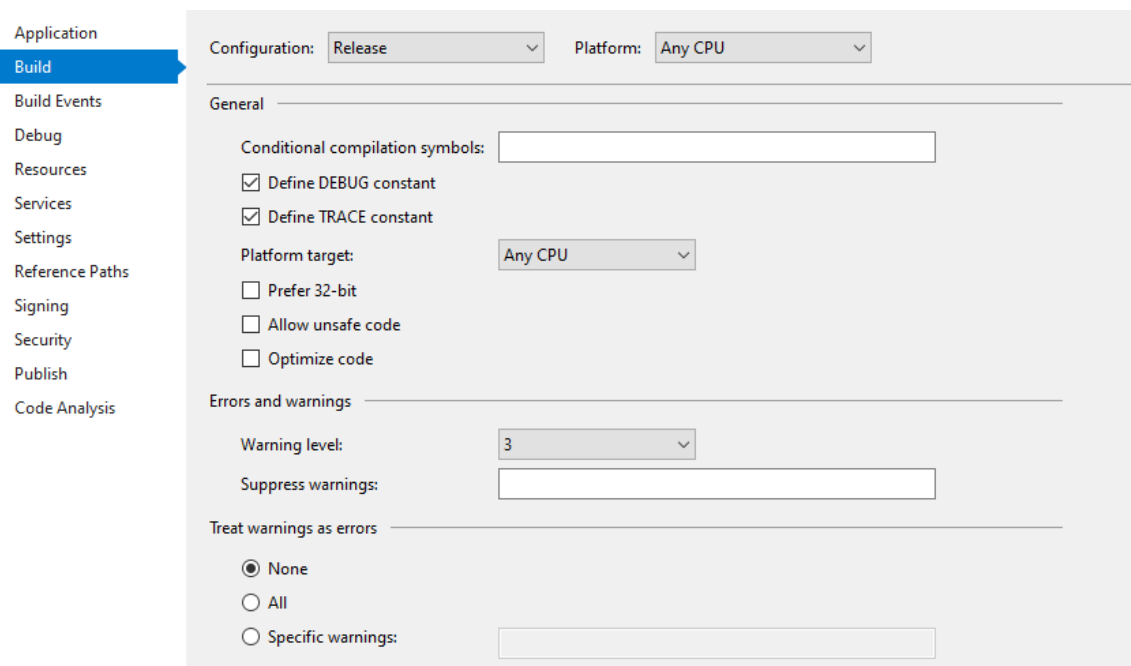 Application
Build
Build Events
Debug
Resources
Services
Settings
Reference Paths
Signing
Security
Publish
Code Analysis
Configuration: Release Platform: Any CPU
General
Conditional compilation symbols:
Define DEBUG constant
Define TRACE constant
Platform target: Any CPU
Prefer 32-bit
Allow unsafe code
Optimize code
Errors and warnings
Warning level: 3
Suppress warnings:
Treat warnings as errors
None
All
Specific warnings: